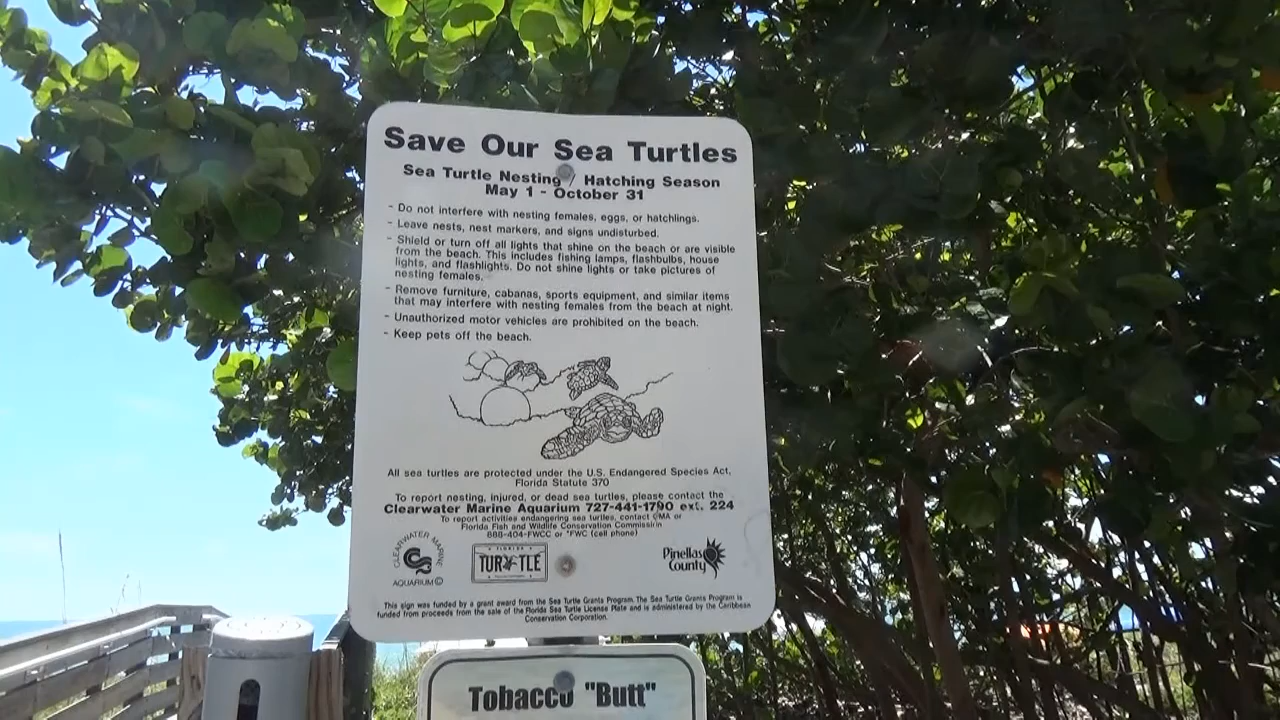 Save Our Sea Turtles
Sea Turtle Nesting / Hatching Season
May 1 - October 31
- Do not interfere with nesting females, eggs, or hatchlings.
- Leave nests, nest markers, and signs undisturbed.
- Shield or turn off all lights that shine on the beach or are visible
from the beach. This includes fishing lamps, flashbulbs, house
lights, and flashlights. Do not shine lights or take pictures of
nesting females.
- Remove furniture, cabanas, sports equipment, and similar items
that may interfere with nesting females from the beach at night.
- Unauthorized motor vehicles are prohibited on the beach.
- Keep pets off the beach.
All sea turtles are protected under the U.S. Endangered Species Act,
Florida Statute 370
To report nesting, injured, or dead sea turtles, please contact the
Clearwater Marine Aquarium 727-441-1790 ext. 224
To report activities endangering sea turtles, contact CMA or
Florida Fish and Wildlife Conservation Commission
888-404-FWCC or *FWC (cell phone)
CLEARWATER MARINE
AQUARIUM ©
FLORIDA
TURTLE
Pinellas
County
This sign was funded by a grant award from the Sea Turtle Grants Program. The Sea Turtle Grants Program is
funded from proceeds from the sale of the Florida Sea Turtle License Plate and is administered by the Caribbean
Conservation Corporation.
Tobacco "Butt"